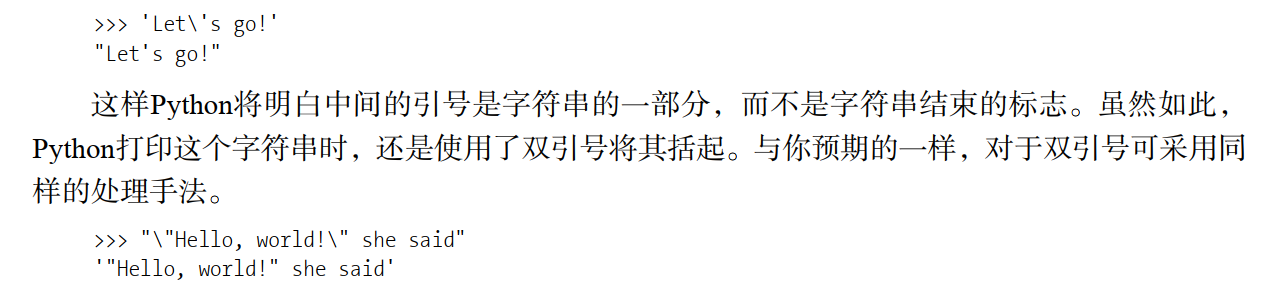 >>> 'Let\'s go!'
"Let's go!"
这样Python将明白中间的引号是字符串的一部分，而不是字符串结束的标志。虽然如此，
Python打印这个字符串时，还是使用了双引号将其括起。与你预期的一样，对于双引号可采用同
样的处理手法。
>>> "\"Hello, world!\" she said"
'"Hello, world!" she said'